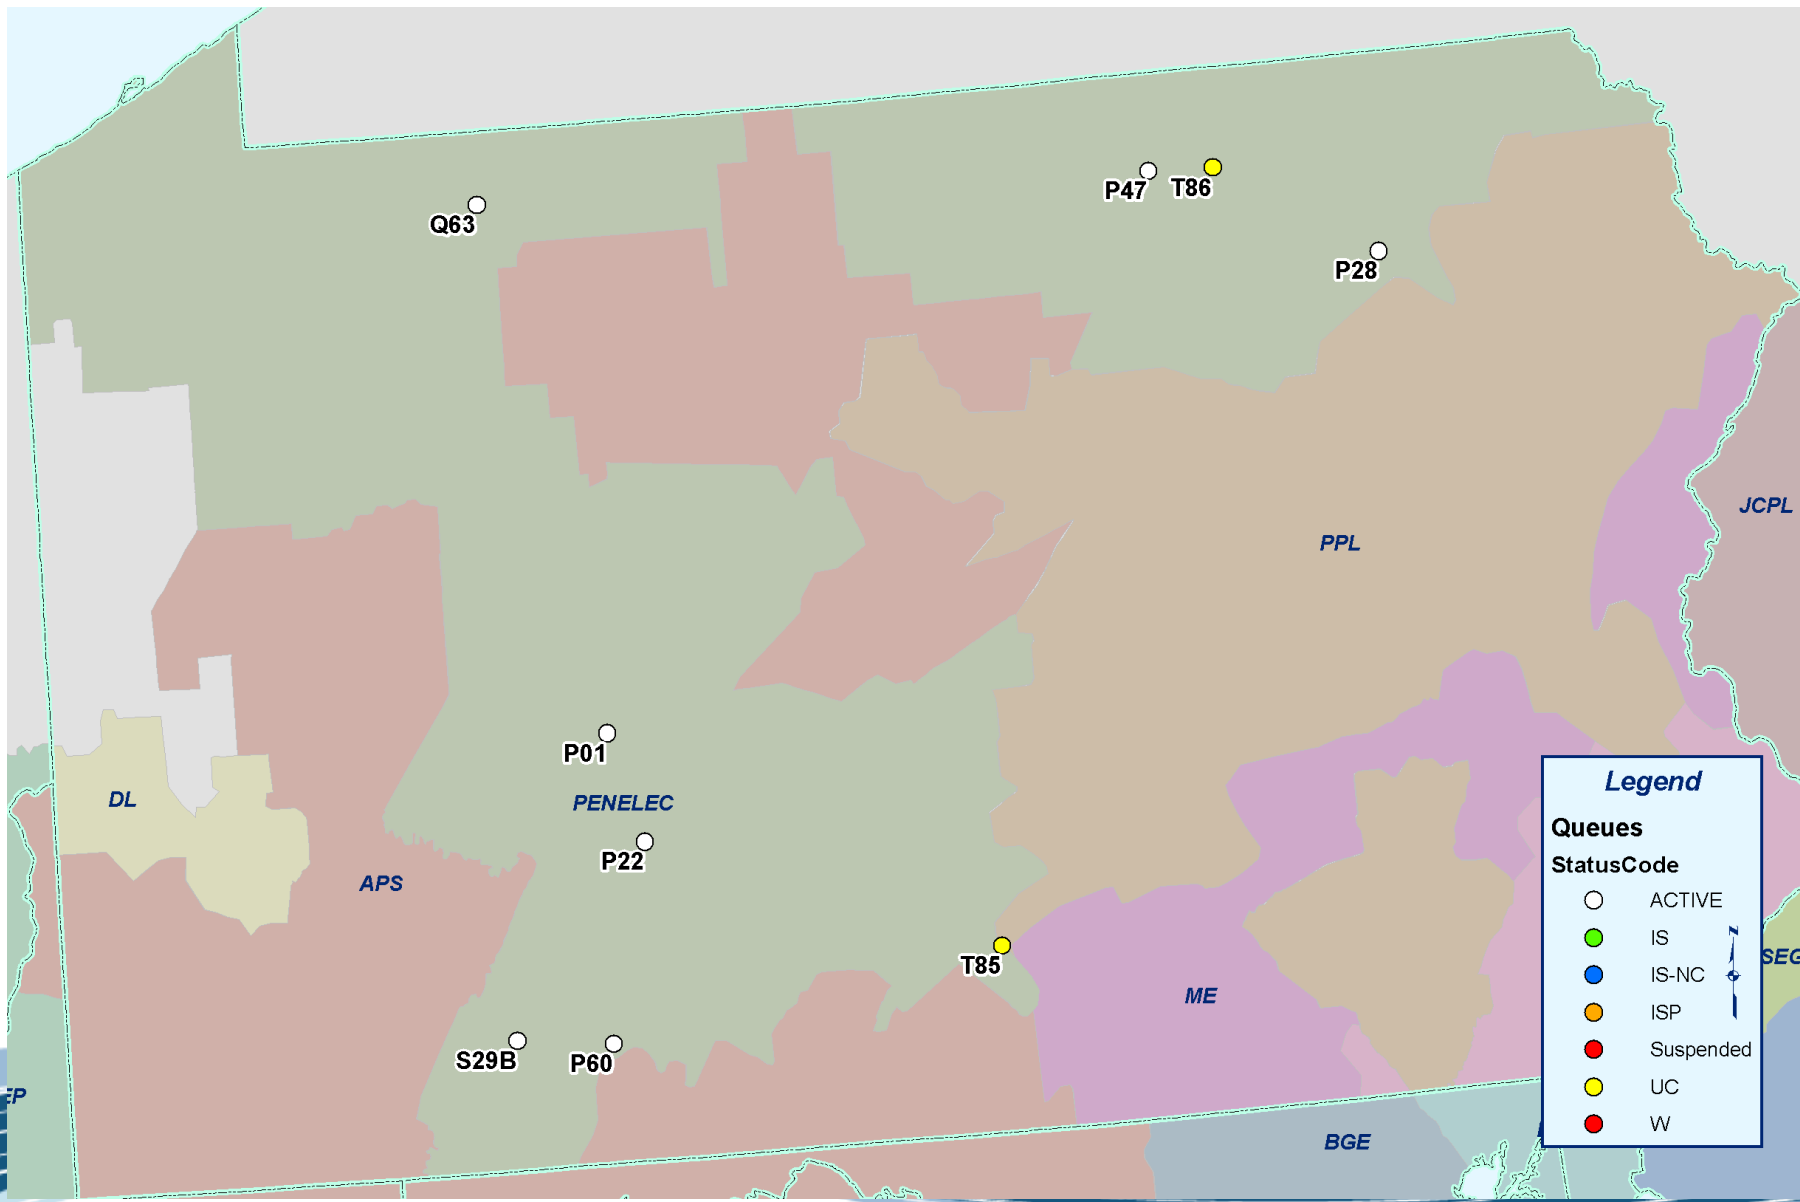 P47
T86
Q63
P28
JCPL
PPL
P01
DL
PENELEC
P22
APS
T85
ME
S29B
P60
EP
BGE
SEG
Legend
Queues
StatusCode
ACTIVE
IS
IS-NC
ISP
Suspended
UC
W
N